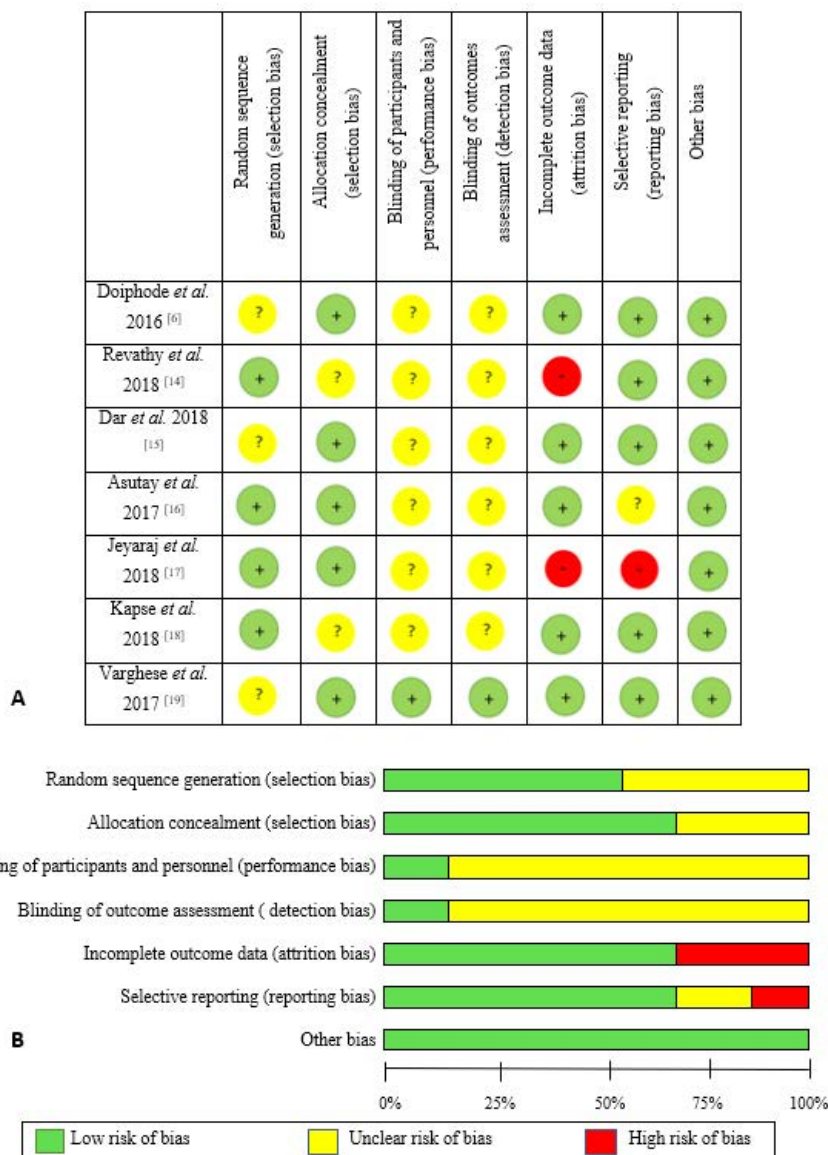 Random sequence
generation (selection bias)
Allocation concealment
(selection bias)
Blinding of participants and
personnel (performance bias)
Blinding of outcomes
assessment (detection bias)
Incomplete outcome data
(attrition bias)
Selective reporting
(reporting bias)
Other bias
Doiphode et al.
2016 [6]
? + ? ? + + +
Revathy et al.
2018 [14]
+ ? ? ? - + +
Dar et al. 2018
[15]
? + ? ? + + +
Asutay et al.
2017 [16]
+ + ? ? + ? +
Jeyaraj et al.
2018 [17]
+ + ? ? - - +
Kapse et al.
2018 [18]
+ ? ? ? + + +
Varghese et al.
2017 [19]
? + + + + + +
A
Random sequence generation (selection bias)
Allocation concealment (selection bias)
ng of participants and personnel (performance bias)
Blinding of outcome assessment ( detection bias)
Incomplete outcome data (attrition bias)
Selective reporting (reporting bias)
B
Other bias
0% 25% 50% 75% 100%
Low risk of bias Unclear risk of bias High risk of bias